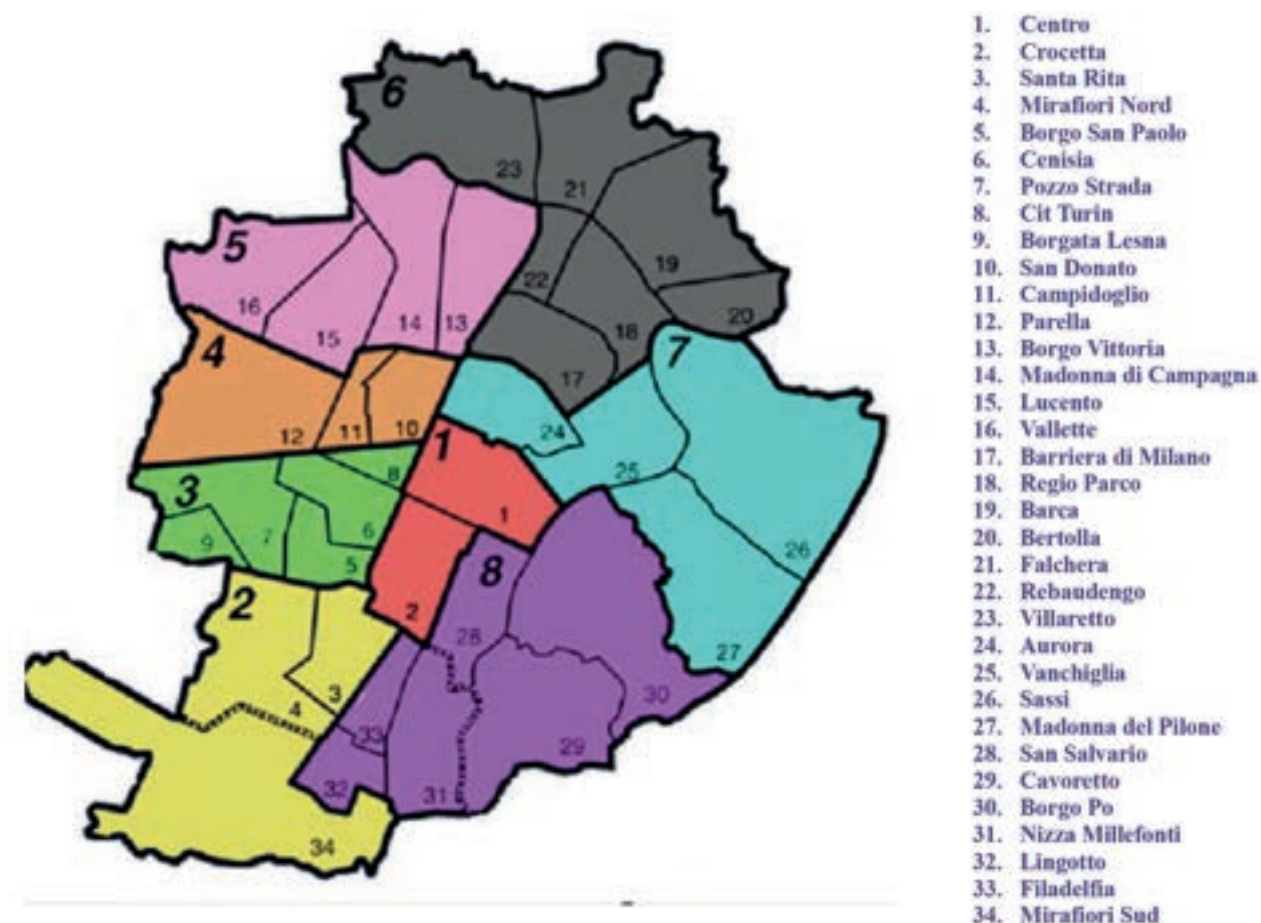 6
23
21
5
22
19
16
15
14
13
20
18
4
7
17
12
11
10
1
24
3
8
25
1
9
7
6
5
26
2
2
8
28
27
3
4
30
33
29
32
31
34
1. Centro
2. Crocetta
3. Santa Rita
4. Mirafiori Nord
5. Borgo San Paolo
6. Cenisia
7. Pozzo Strada
8. Cit Turin
9. Borgata Lesna
10. San Donato
11. Campidoglio
12. Parella
13. Borgo Vittoria
14. Madonna di Campagna
15. Lucento
16. Vallette
17. Barriera di Milano
18. Regio Parco
19. Barca
20. Bertolla
21. Falchera
22. Rebaudengo
23. Villaretto
24. Aurora
25. Vanchiglia
26. Sassi
27. Madonna del Pilone
28. San Salvario
29. Cavoretto
30. Borgo Po
31. Nizza Millefonti
32. Lingotto
33. Filadelfia
34. Mirafiori Sud